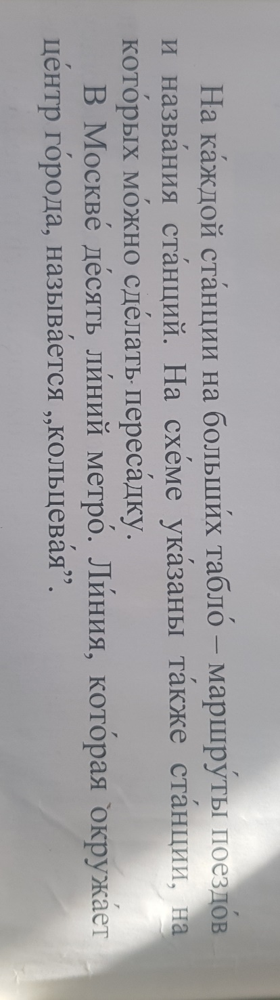 На ка́ждой ста́нции на больши́х табло́ – маршру́ты поездо́в
и назва́ния ста́нций. На схе́ме ука́заны та́кже ста́нции, на
кото́рых мо́жно сде́лать переса́дку.
В Москве́ де́сять ли́ний метро́. Ли́ния, кото́рая окружа́ет
це́нтр го́рода, называ́ется „кольцева́я”.